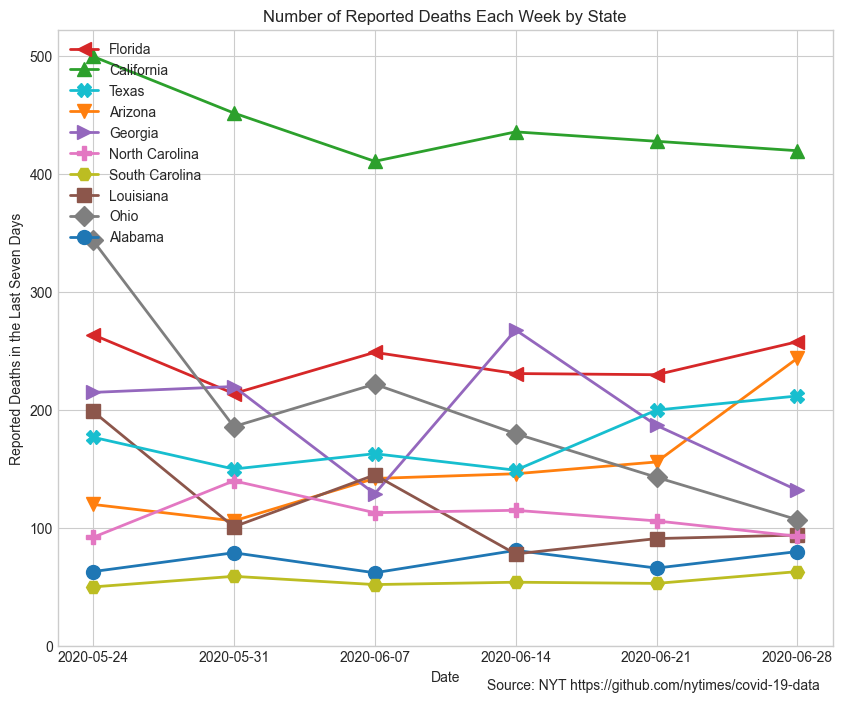 Number of Reported Deaths Each Week by State
Florida
California
Texas
Arizona
Georgia
North Carolina
South Carolina
Louisiana
Ohio
Alabama
Reported Deaths in the Last Seven Days
500
400
300
200
100
0
2020-05-24 2020-05-31 2020-06-07 2020-06-14 2020-06-21 2020-06-28
Date
Source: NYT https://github.com/nytimes/covid-19-data